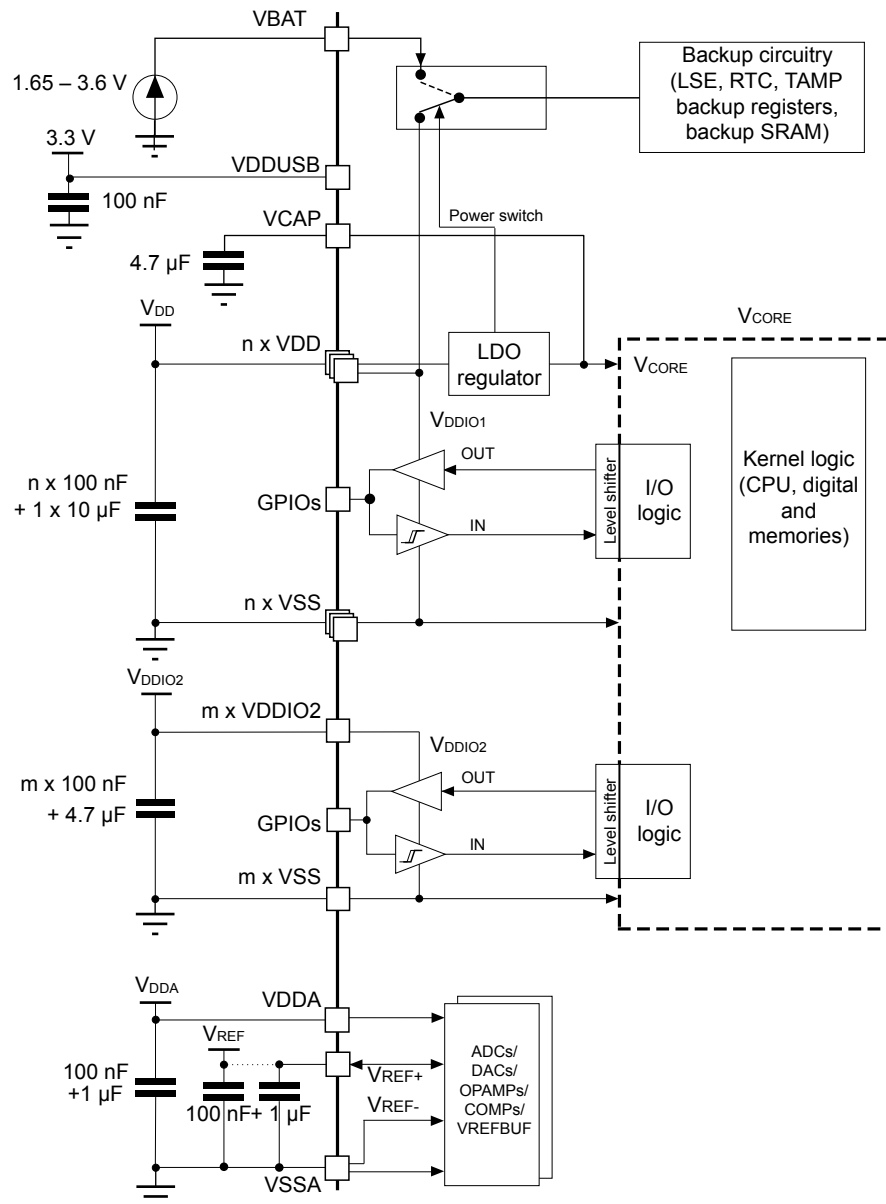 VBAT
1.65 – 3.6 V
Backup circuitry
(LSE, RTC, TAMP
backup registers,
backup SRAM)
3.3 V
VDDUSB
100 nF
VCAP
Power switch
4.7 µF
VDD
n x VDD
LDO
regulator
VCORE
VCORE
VDDIO1
OUT
IN
GPIOs
n x 100 nF
+ 1 x 10 µF
Level shifter
I/O
logic
Kernel logic
(CPU, digital
and
memories)
n x VSS
VDDIO2
m x VDDIO2
VDDIO2
OUT
IN
GPIOs
m x 100 nF
+ 4.7 µF
Level shifter
I/O
logic
m x VSS
VDDA
VDDA
VREF
100 nF
+1 µF
100 nF
+ 1 µF
VREF+
VREF-
ADCs/
DACs/
OPAMPs/
COMPs/
VREFBUF
VSSA